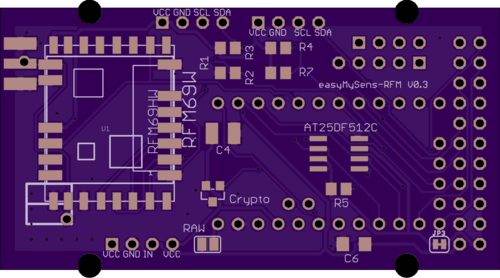 VCC GND SCL SDA
VCC GND SCL SDA
R1
R3
R4
R2
R7
easyMySens-RFM V0.3
RFM69HW
RFM69W
U1
C4
AT25DF512C
Crypto
R5
RAW
JP3
C6
VCC GND IN VCC